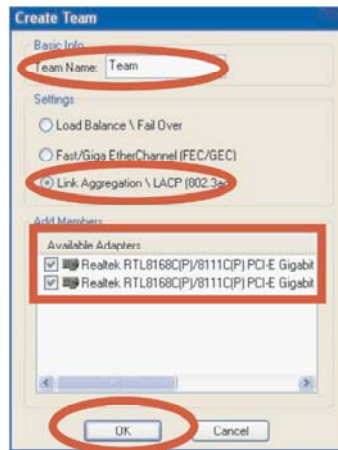 Create Team
Basic Info
Team Name: Team
Settings
Load Balance \ Fail Over
Fast/Giga EtherChannel (FEC/GEC)
Link Aggregation \ LACP (802.3ad
Add Members
Available Adapters
Realtek RTL8168C(P)/8111C(P) PCI-E Gigabit
Realtek RTL8168C(P)/8111C(P) PCI-E Gigabit
OK Cancel